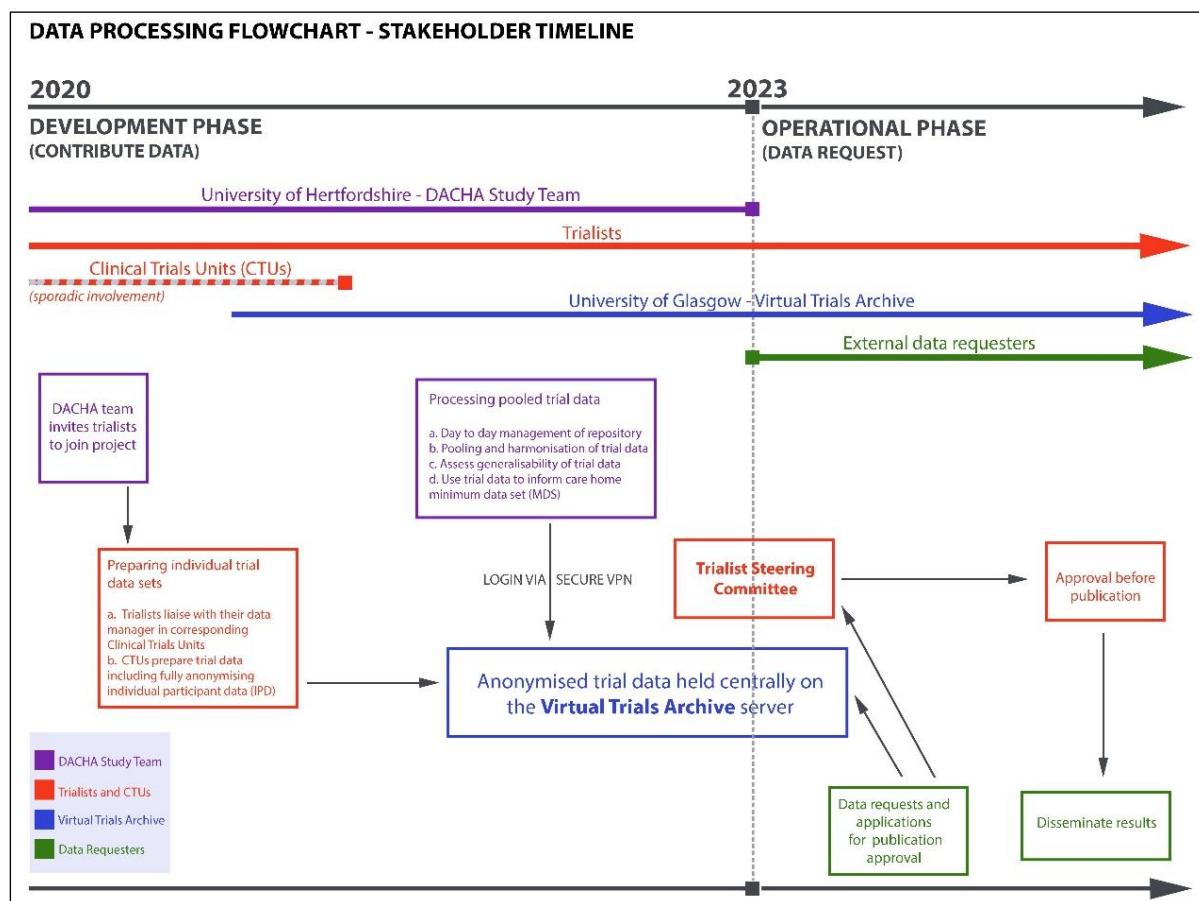 DATA PROCESSING FLOWCHART - STAKEHOLDER TIMELINE
2020
2023
DEVELOPMENT PHASE
(CONTRIBUTE DATA)
OPERATIONAL PHASE
(DATA REQUEST)
University of Hertfordshire - DACHA Study Team
Trialists
Clinical Trials Units (CTUs)
(sporadic involvement)
University of Glasgow - Virtual Trials Archive
External data requesters
DACHA team
invites trialists
to join project
Processing pooled trial data
a. Day to day management of repository
b. Pooling and harmonisation of trial data
c. Assess generalisability of trial data
d. Use trial data to inform care home
minimum data set (MDS)
Preparing individual trial
data sets
a. Trialists liaise with their data
manager in corresponding
Clinical Trials Units
b. CTUs prepare trial data
including fully anonymising
individual participant data (IPD)
LOGIN VIA SECURE VPN
Trialist Steering
Committee
Approval before
publication
Anonymised trial data held centrally on
the Virtual Trials Archive server
DACHA Study Team
Trialists and CTUs
Virtual Trials Archive
Data Requesters
Data requests and
applications
for publication
approval
Disseminate results